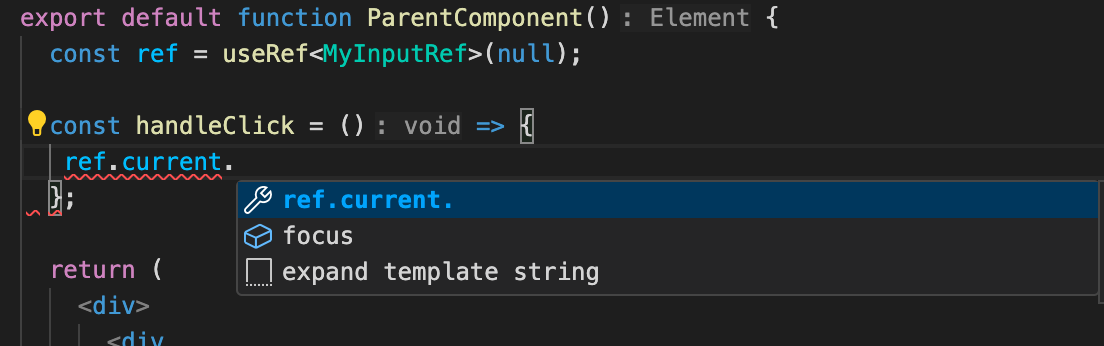 export default function ParentComponent(): Element {
const ref = useRef<MyInputRef>(null);
const handleClick = (): void => {
ref.current.
};
ref.current.
focus
expand template string
return (
<div>
<div